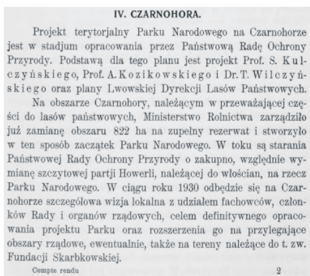 IV. CZARNOHORA.
Projekt terytorjalny Parku Narodowego na Czarnohorze
jest w stadjum opracowania przez Państwową Radę Ochrony
Przyrody. Podstawą dla tego planu jest projekt Prof. S. Kul-
czyńskiego, Prof. A. Kozikowskiego i Dr. T. Wilczyń-
skiego oraz plany Lwowskiej Dyrekcji Lasów Państwowych.
Na obszarze Czarnohory, należącym w przeważającej czę-
ści do lasów państwowych, Ministerstwo Rolnictwa zarządziło
już zamianę obszaru 822 ha na zupełny rezerwat i stworzyło
w ten sposób zaczątek Parku Narodowego. W toku są starania
Państwowej Rady Ochrony Przyrody o zakupno, względnie wy-
mianę szczytowej partji Howerli, należącej do włościan, na rzecz
Parku Narodowego. W ciągu roku 1930 odbędzie się na Czar-
nohorze szczegółowa wizja lokalna z udziałem fachowców, człon-
ków Rady i organów rządowych, celem definitywnego opraco-
wania projektu Parku oraz rozszerzenia go na przylegające
obszary rządowe, ewentualnie, także na tereny należące do t. zw.
Fundacji Skarbkowskiej.
Compte rendu 2